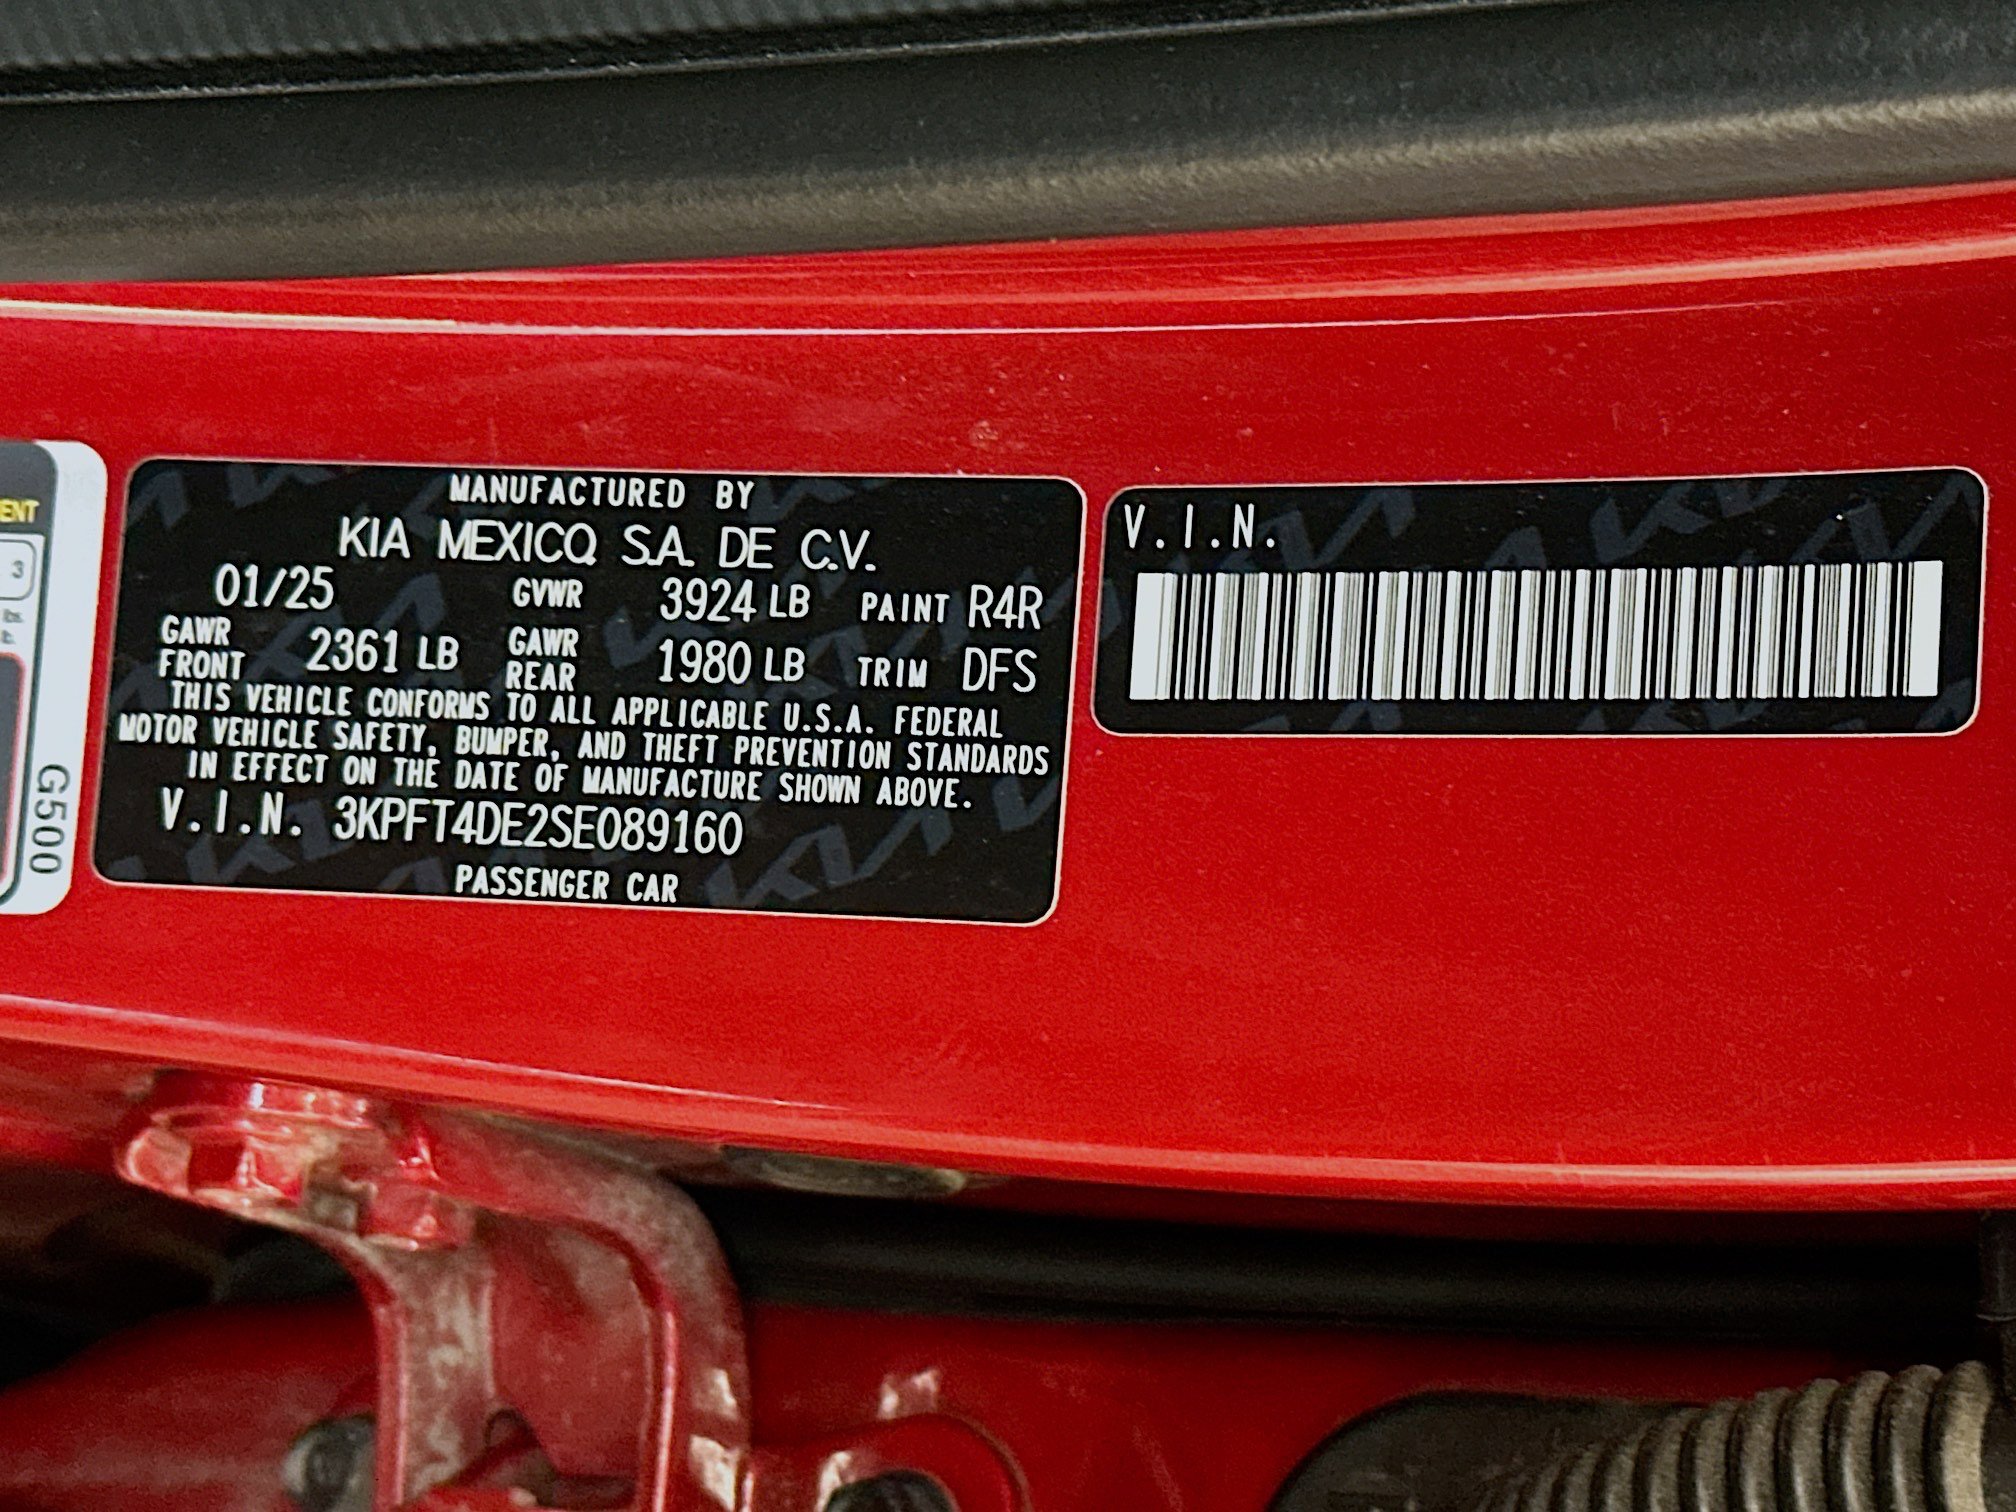 MANUFACTURED BY
KIA MEXICO S.A. DE C.V.
01/25 GVWR 3924 LB PAINT R4R
GAWR FRONT 2361 LB GAWR REAR 1980 LB TRIM DFS
THIS VEHICLE CONFORMS TO ALL APPLICABLE U.S.A. FEDERAL
MOTOR VEHICLE SAFETY, BUMPER, AND THEFT PREVENTION STANDARDS
IN EFFECT ON THE DATE OF MANUFACTURE SHOWN ABOVE.
V.I.N. 3KPFT4DE2SE089160
PASSENGER CAR
V.I.N.
3
G500